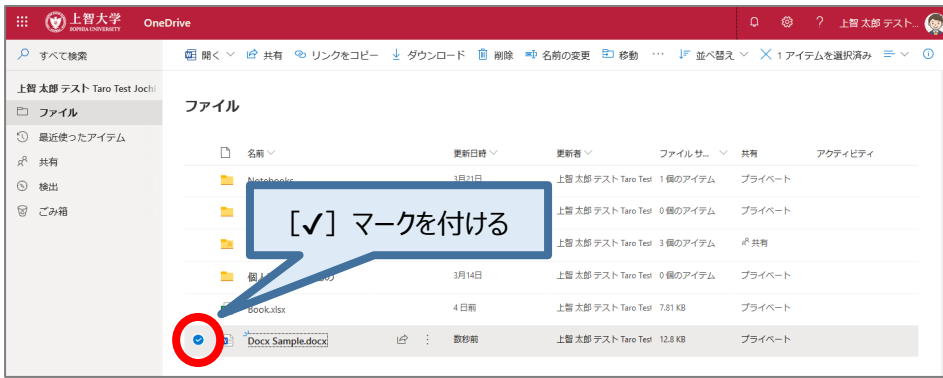 上智大学 SOPHIA UNIVERSITY OneDrive ? 上智 太郎 テスト...
すべて検索 開く 共有 リンクをコピー ダウンロード 削除 名前の変更 移動 … 並べ替え 1 アイテムを選択済み
上智 太郎 テスト Taro Test Jochi
ファイル
ファイル
最近使ったアイテム
共有
検出
ごみ箱
名前 更新日時 更新者 ファイル サ... 共有 アクティビティ
Notebooks 3月21日 上智 太郎 テスト Taro Test 1 個のアイテム プライベート
上智 太郎 テスト Taro Test 0 個のアイテム プライベート
上智 太郎 テスト Taro Test 3 個のアイテム 共有
3月14日 上智 太郎 テスト Taro Test 0 個のアイテム プライベート
Book.xlsx 4 日前 上智 太郎 テスト Taro Test 7.81 KB プライベート
Docx Sample.docx 数秒前 上智 太郎 テスト Taro Test 12.8 KB プライベート
[✔] マークを付ける